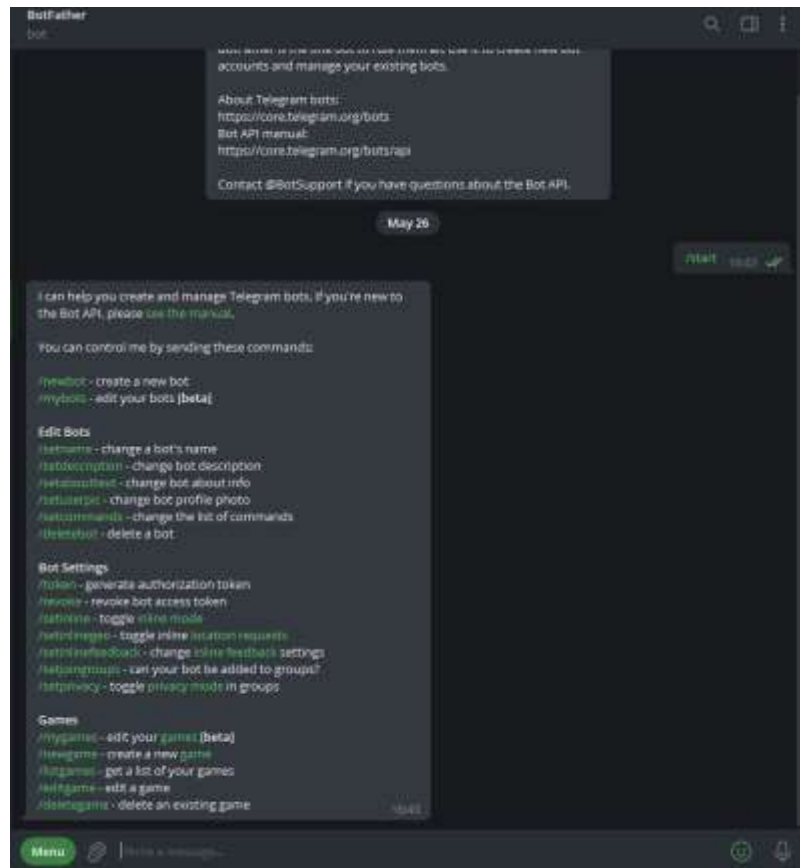 BotFather
bot
accounts and manage your existing bots.
About Telegram bots:
https://core.telegram.org/bots
Bot API manual:
https://core.telegram.org/bots/api
Contact @BotSupport if you have questions about the Bot API.
May 26
/start
I can help you create and manage Telegram bots. If you're new to
the Bot API, please see the manual.
You can control me by sending these commands:
/newbot - create a new bot
/mybots - edit your bots [beta]
Edit Bots
/setname - change a bot's name
/setdescription - change bot description
/setabouttext - change bot about info
/setuserpic - change bot profile photo
/setcommands - change the list of commands
/deletebot - delete a bot
Bot Settings
/token - generate authorization token
/revoke - revoke bot access token
/setinline - toggle inline mode
/setinlinegeo - toggle inline location requests
/setinlinefeedback - change inline feedback settings
/setjoingroups - can your bot be added to groups?
/setprivacy - toggle privacy mode in groups
Games
/mygames - edit your games [beta]
/newgame - create a new game
/listgames - get a list of your games
/editgame - edit a game
/deletegame - delete an existing game
Menu
Write a message...